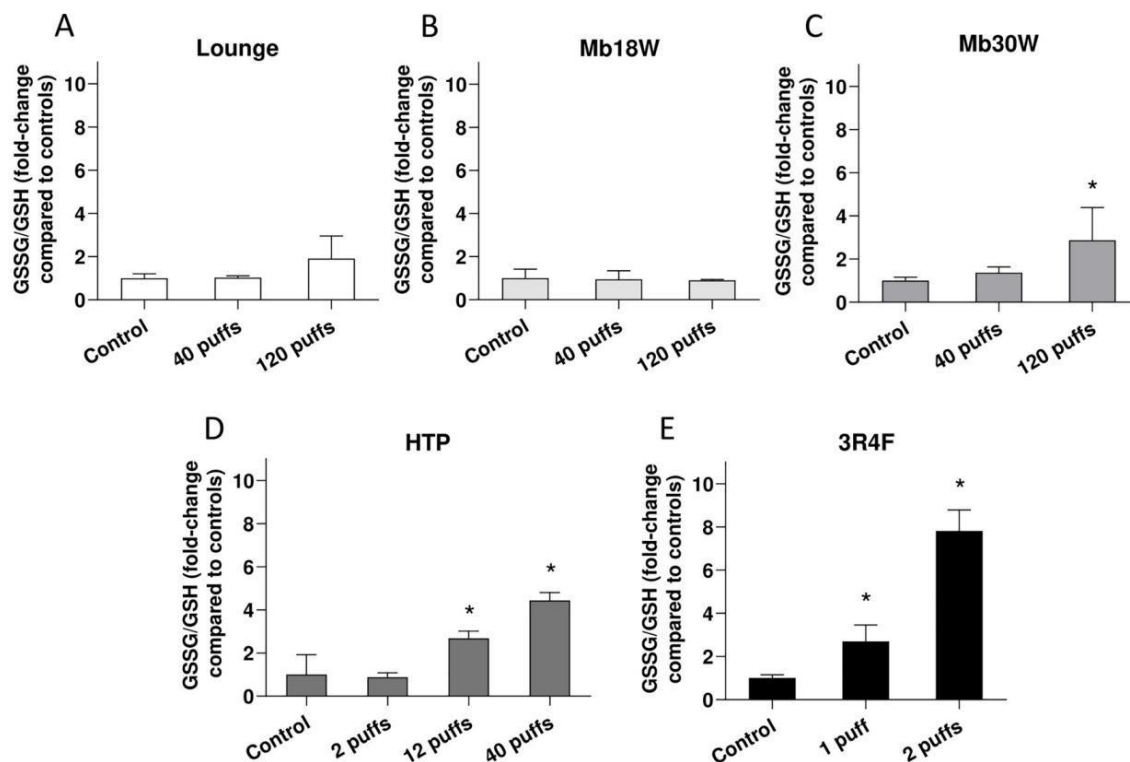 A
Lounge
GSSG/GSH (fold-change
compared to controls)
10
8
6
4
2
0
Control
40 puffs
120 puffs
B
Mb18W
GSSG/GSH (fold-change
compared to controls)
10
8
6
4
2
0
Control
40 puffs
120 puffs
C
Mb30W
GSSG/GSH (fold-change
compared to controls)
10
8
6
4
2
0
*
Control
40 puffs
120 puffs
D
HTP
GSSG/GSH (fold-change
compared to controls)
10
8
6
4
2
0
*
*
Control
2 puffs
12 puffs
40 puffs
E
3R4F
GSSG/GSH (fold-change
compared to controls)
10
8
6
4
2
0
*
*
Control
1 puff
2 puffs